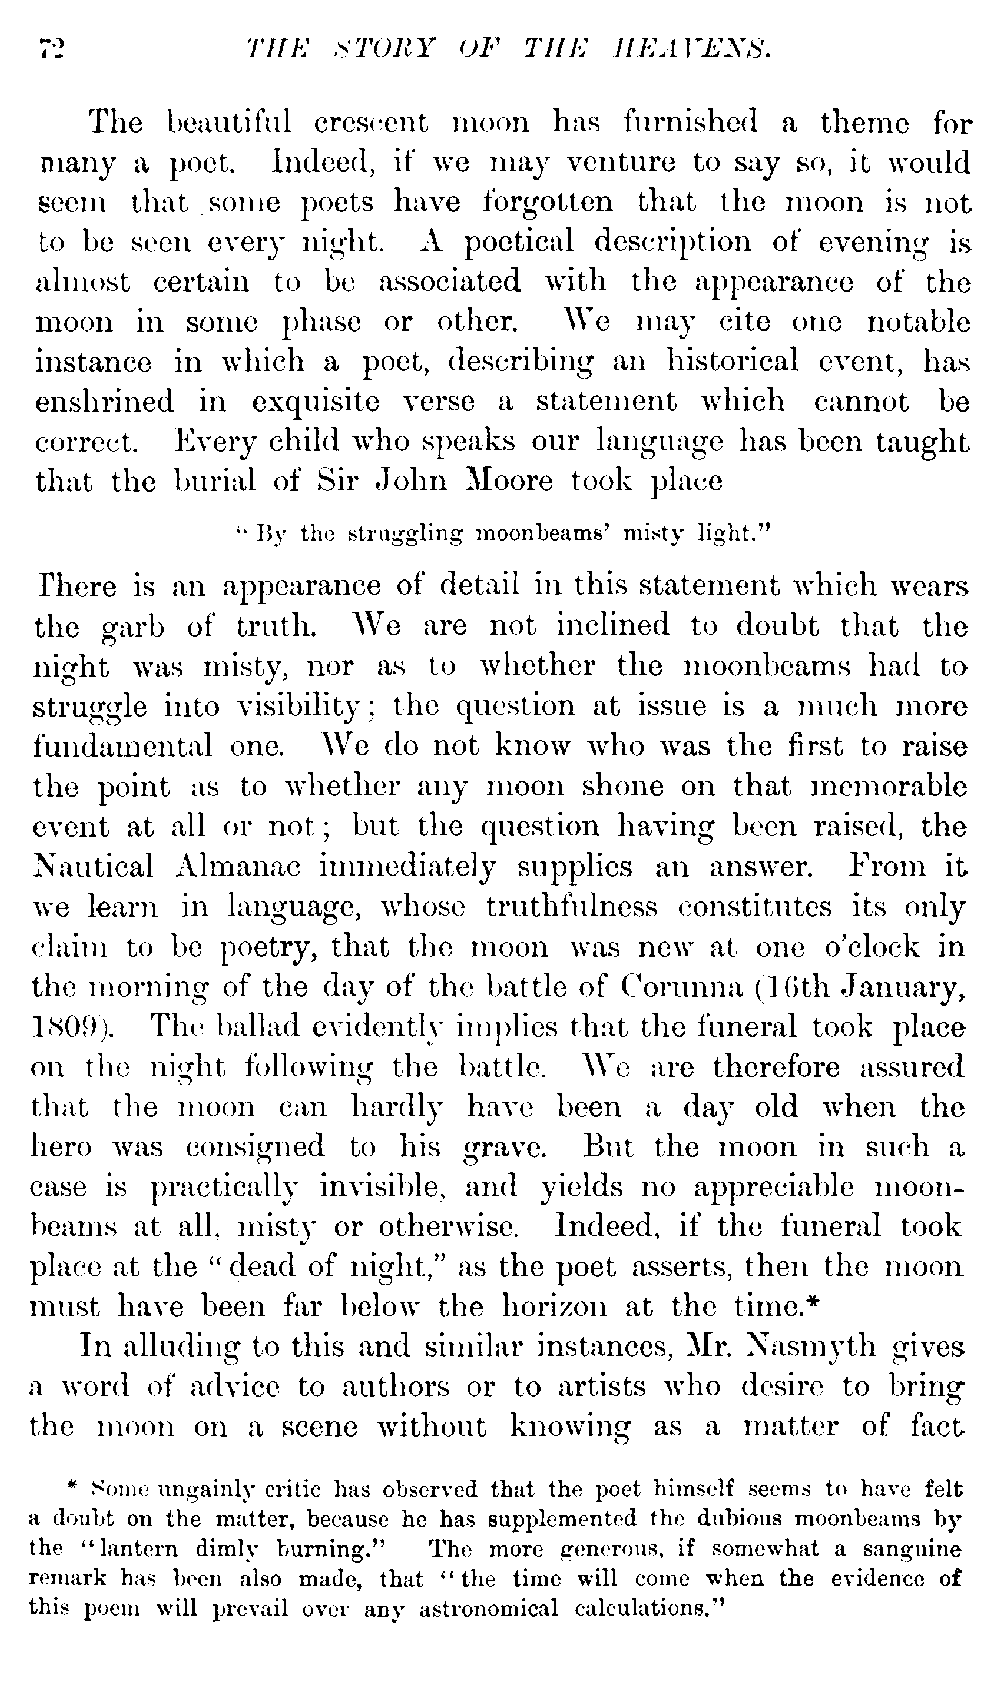 72 THE STORY OF THE HEAVENS.
The beautiful crescent moon has furnished a theme for
many a poet. Indeed, if we may venture to say so, it would
seem that some poets have forgotten that the moon is not
to be seen every night. A poetical description of evening is
almost certain to be associated with the appearance of the
moon in some phase or other. We may cite one notable
instance in which a poet, describing an historical event, has
enshrined in exquisite verse a statement which cannot be
correct. Every child who speaks our language has been taught
that the burial of Sir John Moore took place
“ By the struggling moonbeams’ misty light.”
There is an appearance of detail in this statement which wears
the garb of truth. We are not inclined to doubt that the
night was misty, nor as to whether the moonbeams had to
struggle into visibility; the question at issue is a much more
fundamental one. We do not know who was the first to raise
the point as to whether any moon shone on that memorable
event at all or not; but the question having been raised, the
Nautical Almanac immediately supplies an answer. From it
we learn in language, whose truthfulness constitutes its only
claim to be poetry, that the moon was new at one o’clock in
the morning of the day of the battle of Corunna (16th January,
1809). The ballad evidently implies that the funeral took place
on the night following the battle. We are therefore assured
that the moon can hardly have been a day old when the
hero was consigned to his grave. But the moon in such a
case is practically invisible, and yields no appreciable moon-
beams at all, misty or otherwise. Indeed, if the funeral took
place at the “ dead of night,” as the poet asserts, then the moon
must have been far below the horizon at the time.*
In alluding to this and similar instances, Mr. Nasmyth gives
a word of advice to authors or to artists who desire to bring
the moon on a scene without knowing as a matter of fact
* Some ungainly critic has observed that the poet himself seems to have felt
a doubt on the matter, because he has supplemented the dubious moonbeams by
the “lantern dimly burning.” The more generous, if somewhat a sanguine
remark has been also made, that “the time will come when the evidence of
this poem will prevail over any astronomical calculations.”